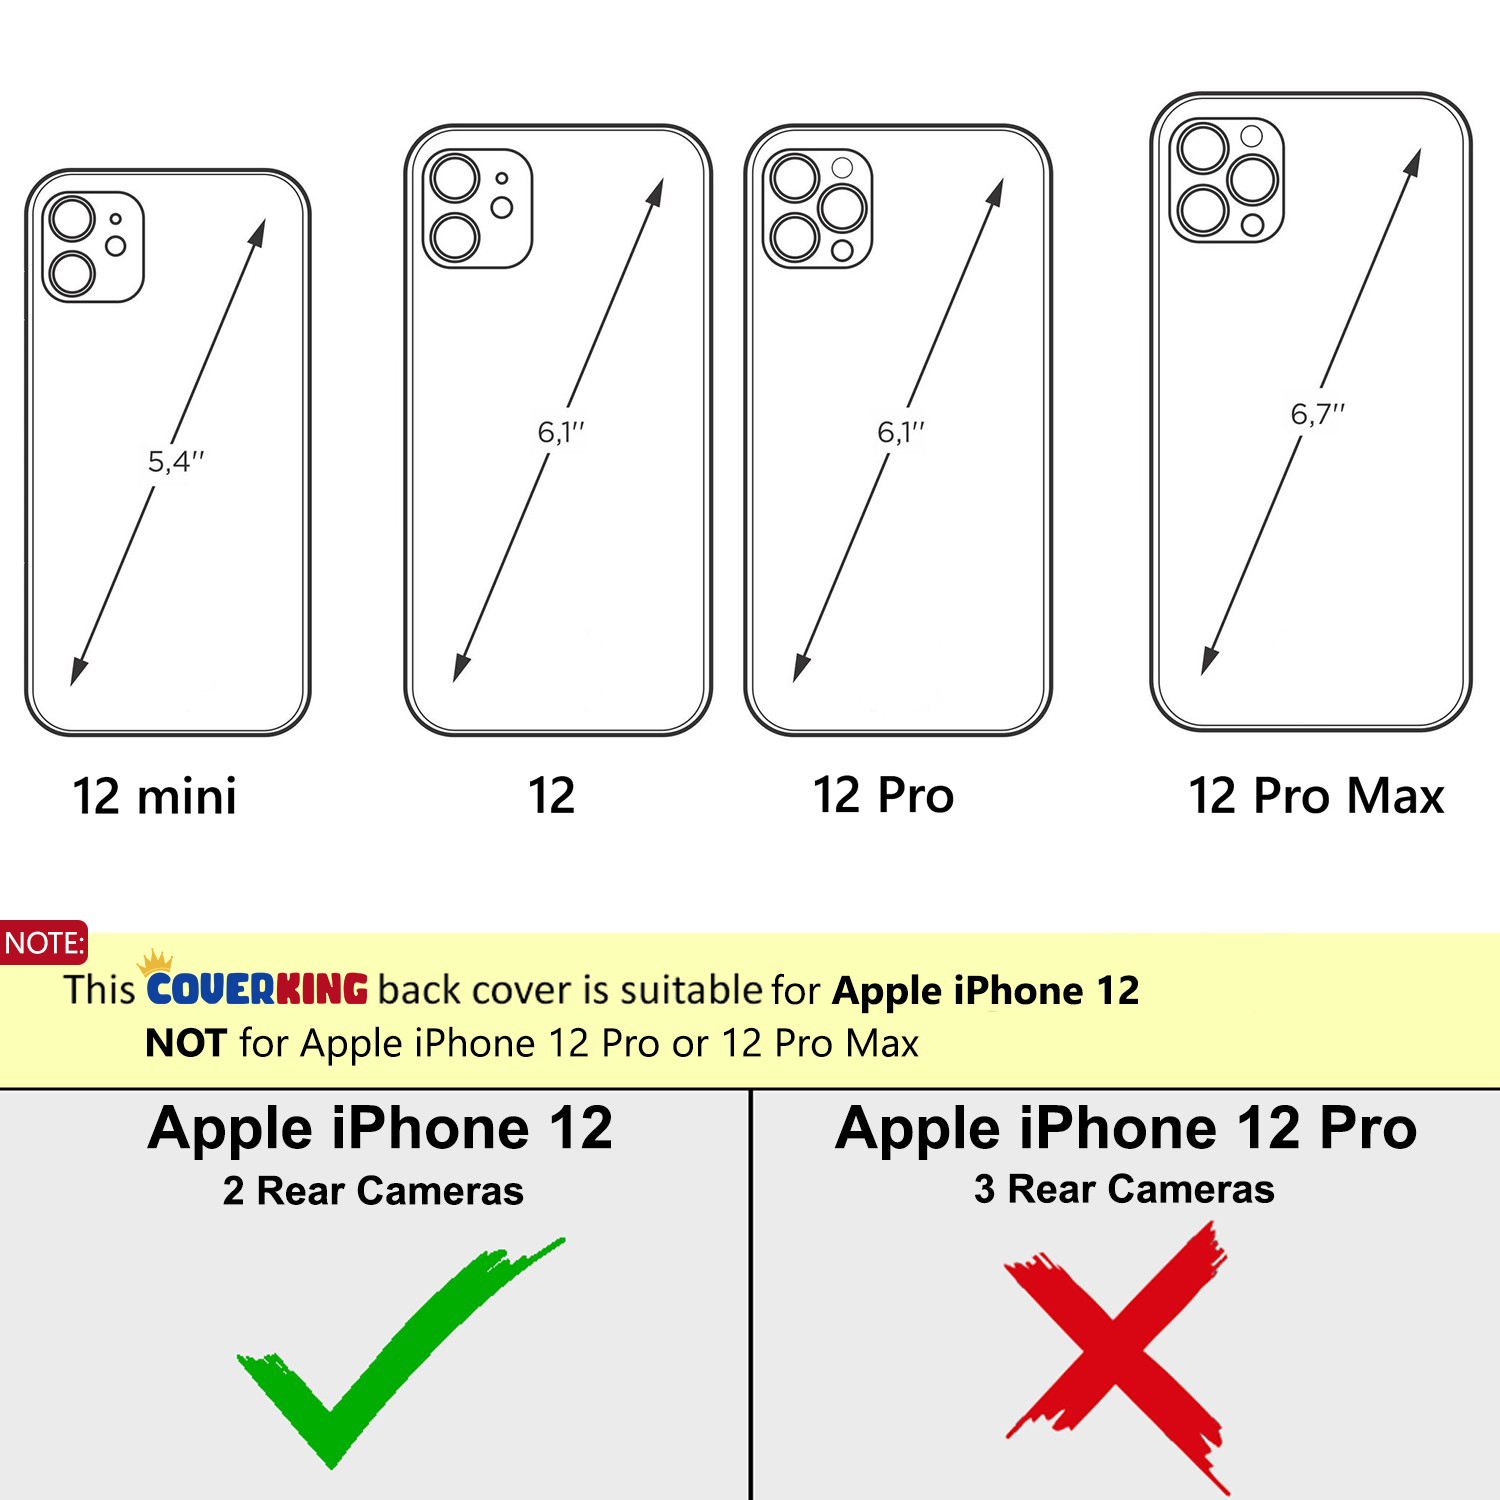 5,4"
6,1"
6,1"
6,7"
12 mini
12
12 Pro
12 Pro Max
NOTE:
This COVERKING back cover is suitable for Apple iPhone 12
NOT for Apple iPhone 12 Pro or 12 Pro Max
Apple iPhone 12
2 Rear Cameras
Apple iPhone 12 Pro
3 Rear Cameras